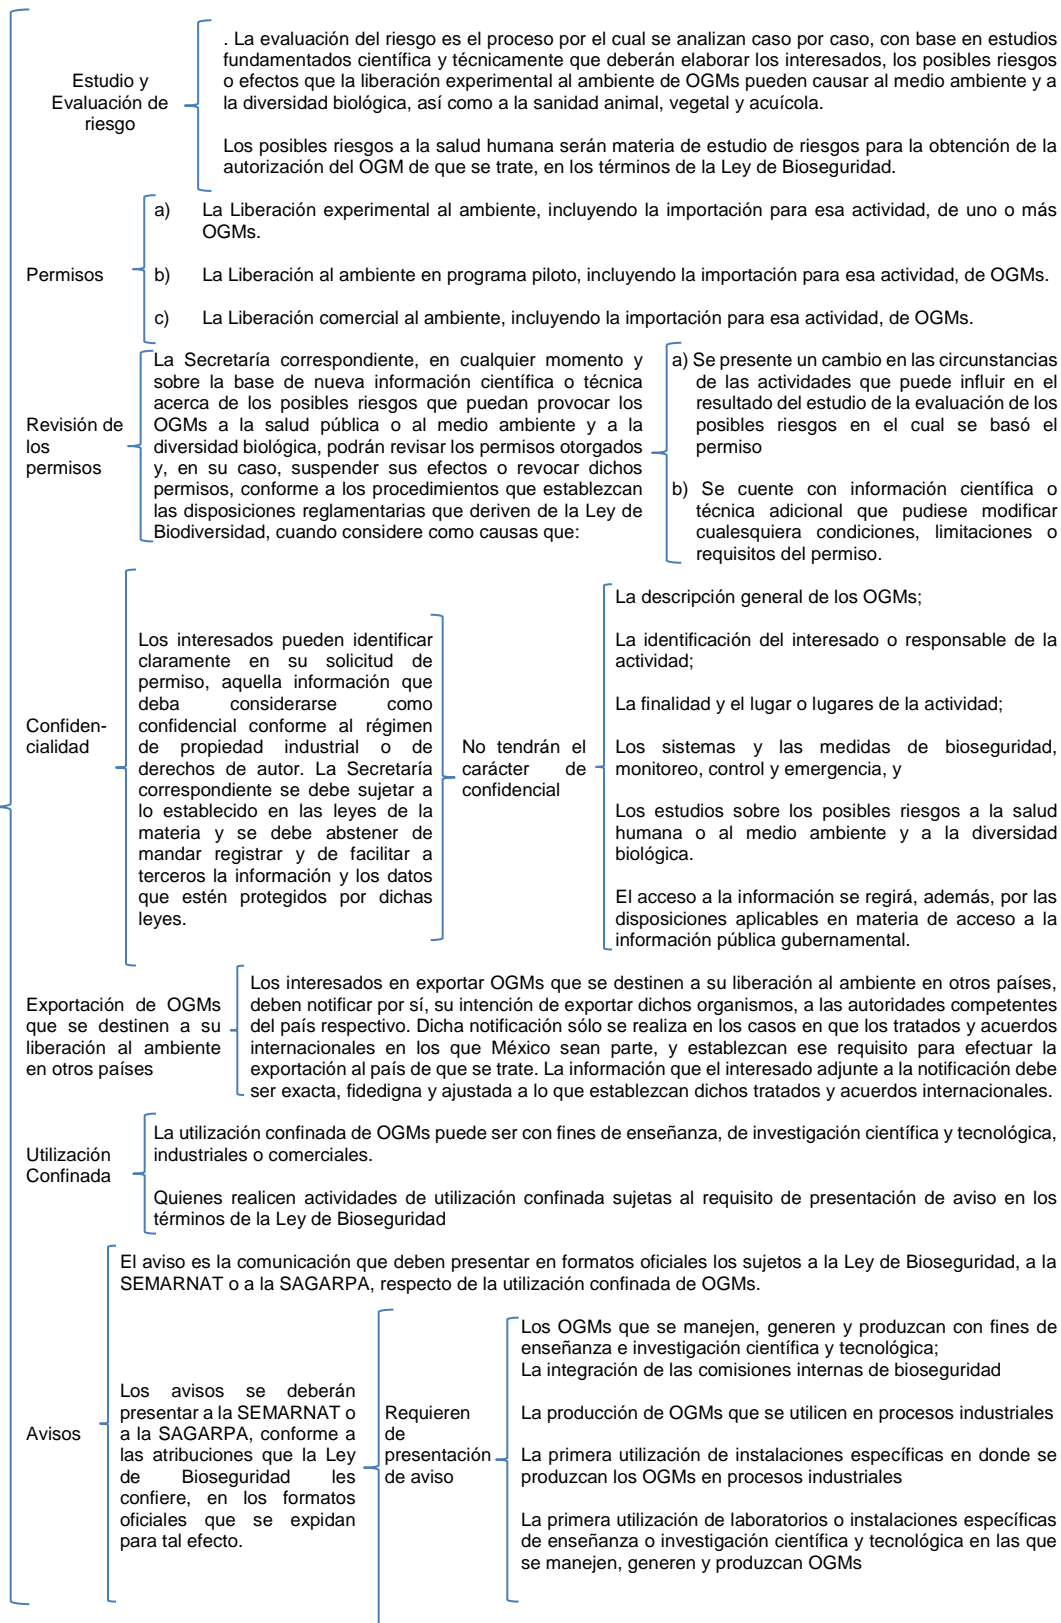 Estudio y
Evaluación de
riesgo
. La evaluación del riesgo es el proceso por el cual se analizan caso por caso, con base en estudios
fundamentados científica y técnicamente que deberán elaborar los interesados, los posibles riesgos
o efectos que la liberación experimental al ambiente de OGMs pueden causar al medio ambiente y a
la diversidad biológica, así como a la sanidad animal, vegetal y acuícola.
Los posibles riesgos a la salud humana serán materia de estudio de riesgos para la obtención de la
autorización del OGM de que se trate, en los términos de la Ley de Bioseguridad.
Permisos
a) La Liberación experimental al ambiente, incluyendo la importación para esa actividad, de uno o más
OGMs.
b) La Liberación al ambiente en programa piloto, incluyendo la importación para esa actividad, de OGMs.
c) La Liberación comercial al ambiente, incluyendo la importación para esa actividad, de OGMs.
Revisión de
los
permisos
La Secretaría correspondiente, en cualquier momento y
sobre la base de nueva información científica o técnica
acerca de los posibles riesgos que puedan provocar los
OGMs a la salud pública o al medio ambiente y a la
diversidad biológica, podrán revisar los permisos otorgados
y, en su caso, suspender sus efectos o revocar dichos
permisos, conforme a los procedimientos que establezcan
las disposiciones reglamentarias que deriven de la Ley de
Biodiversidad, cuando considere como causas que:
a) Se presente un cambio en las circunstancias
de las actividades que puede influir en el
resultado del estudio de la evaluación de los
posibles riesgos en el cual se basó el
permiso
b) Se cuente con información científica o
técnica adicional que pudiese modificar
cualesquiera condiciones, limitaciones o
requisitos del permiso.
Confiden-
cialidad
Los interesados pueden identificar
claramente en su solicitud de
permiso, aquella información que
deba considerarse como
confidencial conforme al régimen
de propiedad industrial o de
derechos de autor. La Secretaría
correspondiente se debe sujetar a
lo establecido en las leyes de la
materia y se debe abstener de
mandar registrar y de facilitar a
terceros la información y los datos
que estén protegidos por dichas
leyes.
No tendrán el
carácter de
confidencial
La descripción general de los OGMs;
La identificación del interesado o responsable de la
actividad;
La finalidad y el lugar o lugares de la actividad;
Los sistemas y las medidas de bioseguridad,
monitoreo, control y emergencia, y
Los estudios sobre los posibles riesgos a la salud
humana o al medio ambiente y a la diversidad
biológica.
El acceso a la información se regirá, además, por las
disposiciones aplicables en materia de acceso a la
información pública gubernamental.
Exportación de OGMs
que se destinen a su
liberación al ambiente
en otros países
Los interesados en exportar OGMs que se destinen a su liberación al ambiente en otros países,
deben notificar por sí, su intención de exportar dichos organismos, a las autoridades competentes
del país respectivo. Dicha notificación sólo se realiza en los casos en que los tratados y acuerdos
internacionales en los que México sean parte, y establezcan ese requisito para efectuar la
exportación al país de que se trate. La información que el interesado adjunte a la notificación debe
ser exacta, fidedigna y ajustada a lo que establezcan dichos tratados y acuerdos internacionales.
Utilización
Confinada
La utilización confinada de OGMs puede ser con fines de enseñanza, de investigación científica y tecnológica,
industriales o comerciales.
Quienes realicen actividades de utilización confinada sujetas al requisito de presentación de aviso en los
términos de la Ley de Bioseguridad
Avisos
El aviso es la comunicación que deben presentar en formatos oficiales los sujetos a la Ley de Bioseguridad, a la
SEMARNAT o a la SAGARPA, respecto de la utilización confinada de OGMs.
Los avisos se deberán
presentar a la SEMARNAT o
a la SAGARPA, conforme a
las atribuciones que la Ley
de Bioseguridad les
confiere, en los formatos
oficiales que se expidan
para tal efecto.
Requieren
de
presentación
de aviso
Los OGMs que se manejen, generen y produzcan con fines de
enseñanza e investigación científica y tecnológica;
La integración de las comisiones internas de bioseguridad
La producción de OGMs que se utilicen en procesos industriales
La primera utilización de instalaciones específicas en donde se
produzcan los OGMs en procesos industriales
La primera utilización de laboratorios o instalaciones específicas
de enseñanza o investigación científica y tecnológica en las que
se manejen, generen y produzcan OGMs